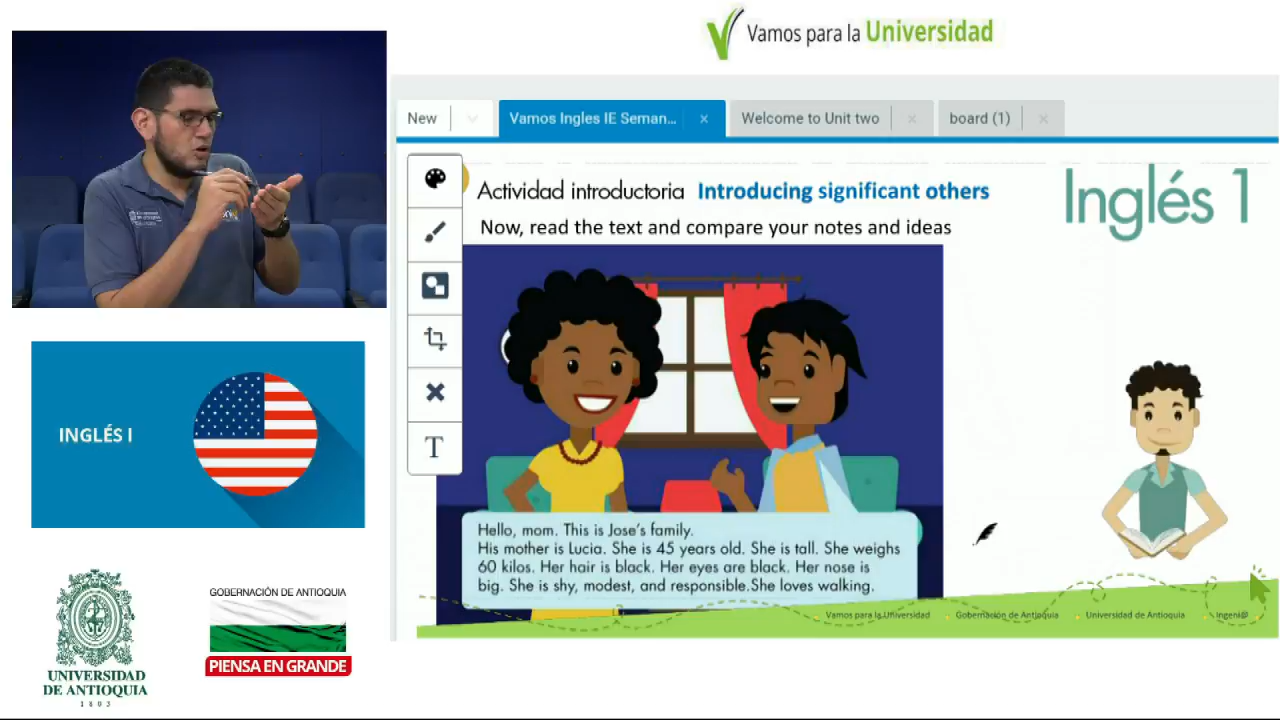 Vamos para la Universidad
New
Vamos Ingles IE Seman...
Welcome to Unit two
board (1)
Actividad introductoria Introducing significant others
Inglés 1
Now, read the text and compare your notes and ideas
T
Hello, mom. This is Jose's family.
His mother is Lucia. She is 45 years old. She is tall. She weighs
60 kilos. Her hair is black. Her eyes are black. Her nose is
big. She is shy, modest, and responsible.She loves walking.
Vamos para la Universidad
Gobernación de Antioquia
Universidad de Antioquia
Ingeni@
INGLÉS I
UNIVERSIDAD
DE ANTIOQUIA
1803
GOBERNACIÓN DE ANTIOQUIA
PIENSA EN GRANDE